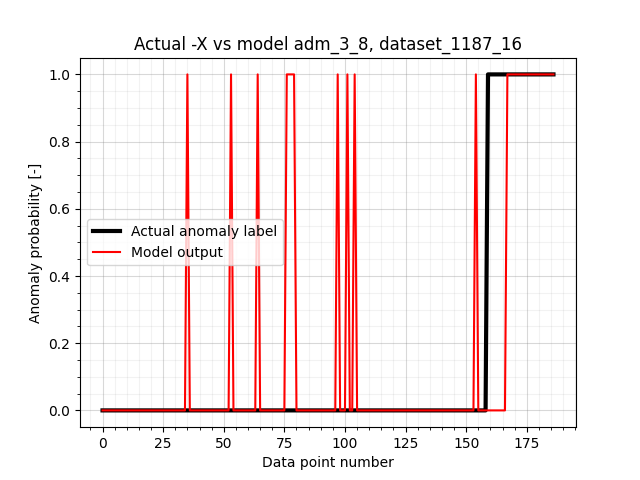 Actual -X vs model adm_3_8, dataset_1187_16
Anomaly probability [-]
1.0
0.8
0.6
0.4
0.2
0.0
Actual anomaly label
Model output
0 25 50 75 100 125 150 175
Data point number